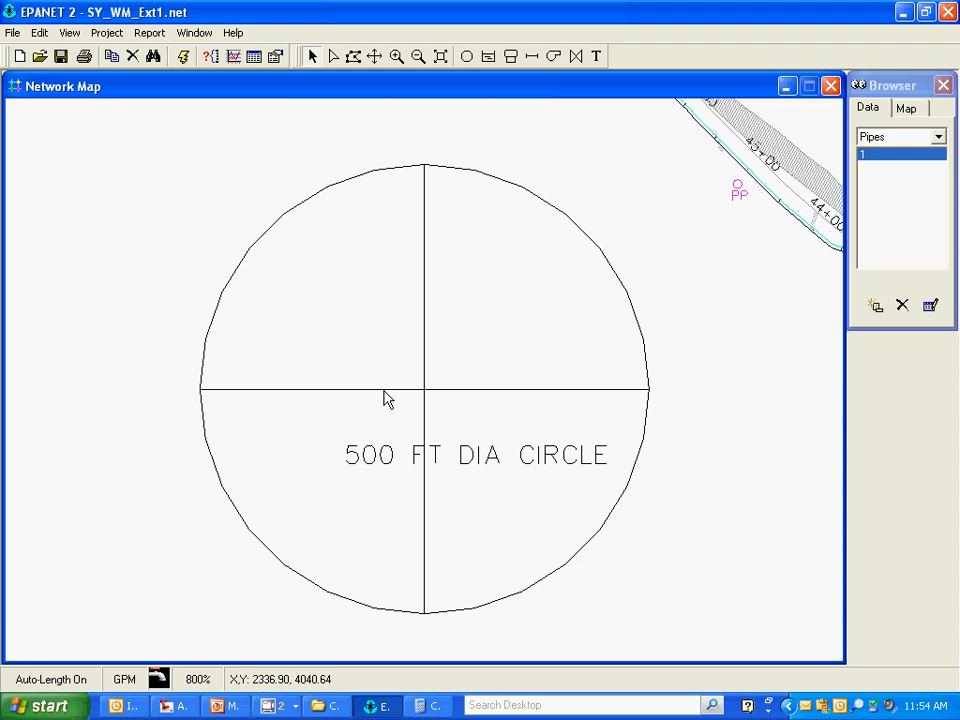 EPANET 2 - SY_WM_Ext1.net
File Edit View Project Report Window Help
Network Map
Browser
Data Map
Pipes
1
45+00
44+00
PP
500 FT DIA CIRCLE
Auto-Length On GPM 800% X,Y: 2336.90, 4040.64
start I.. A. M. 2 C. E. C. Search Desktop 11:54 AM